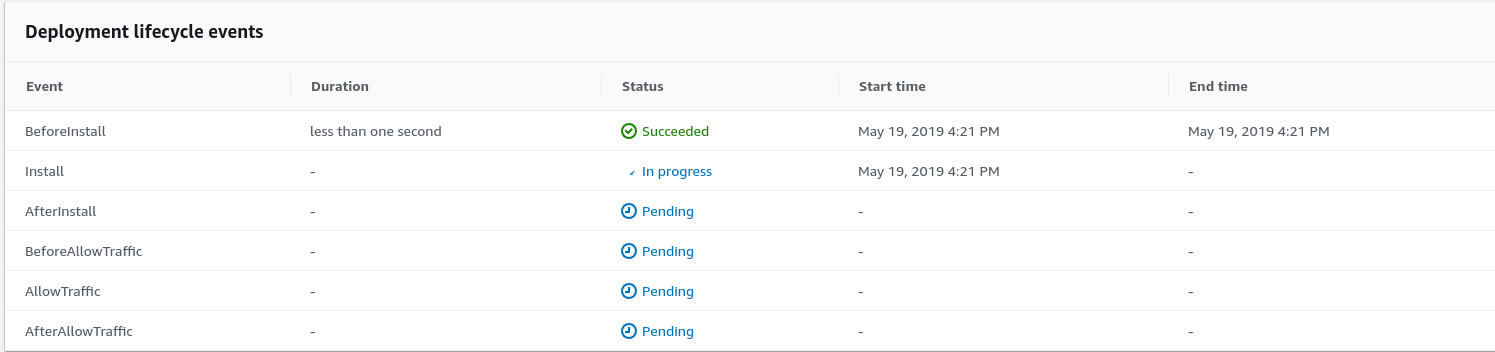 Deployment lifecycle events
Event Duration Status Start time End time
BeforeInstall less than one second Succeeded May 19, 2019 4:21 PM May 19, 2019 4:21 PM
Install - In progress May 19, 2019 4:21 PM -
AfterInstall - Pending - -
BeforeAllowTraffic - Pending - -
AllowTraffic - Pending - -
AfterAllowTraffic - Pending - -